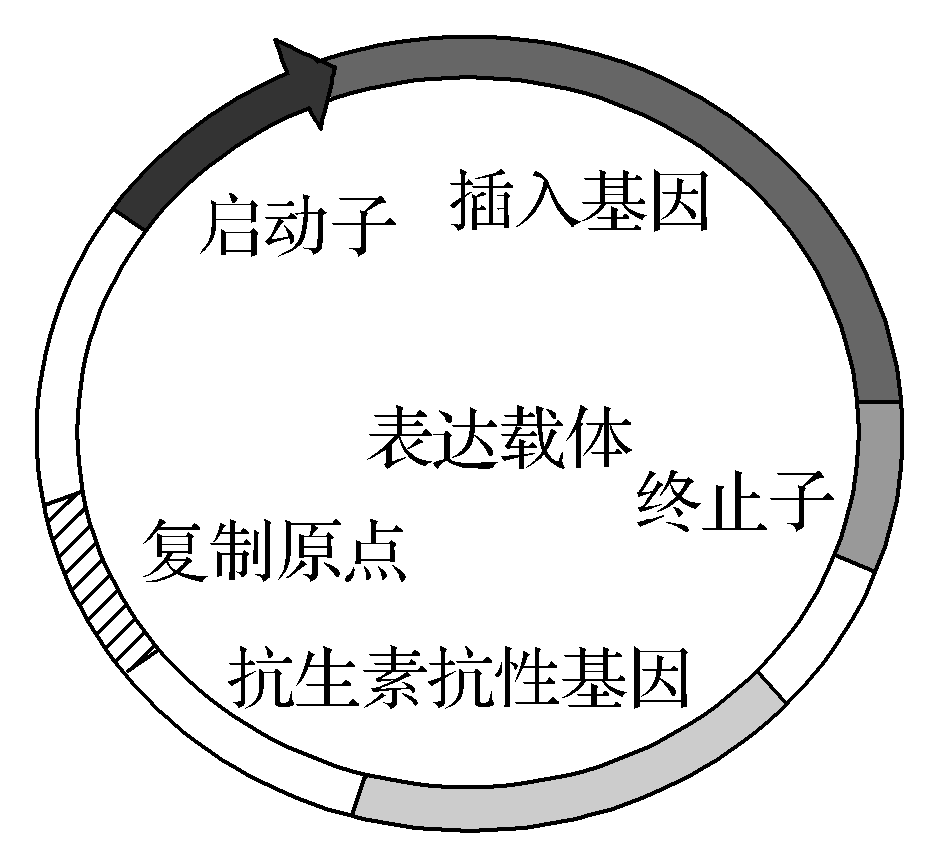 启动子
插入基因
表达载体
终止子
复制原点
抗生素抗性基因